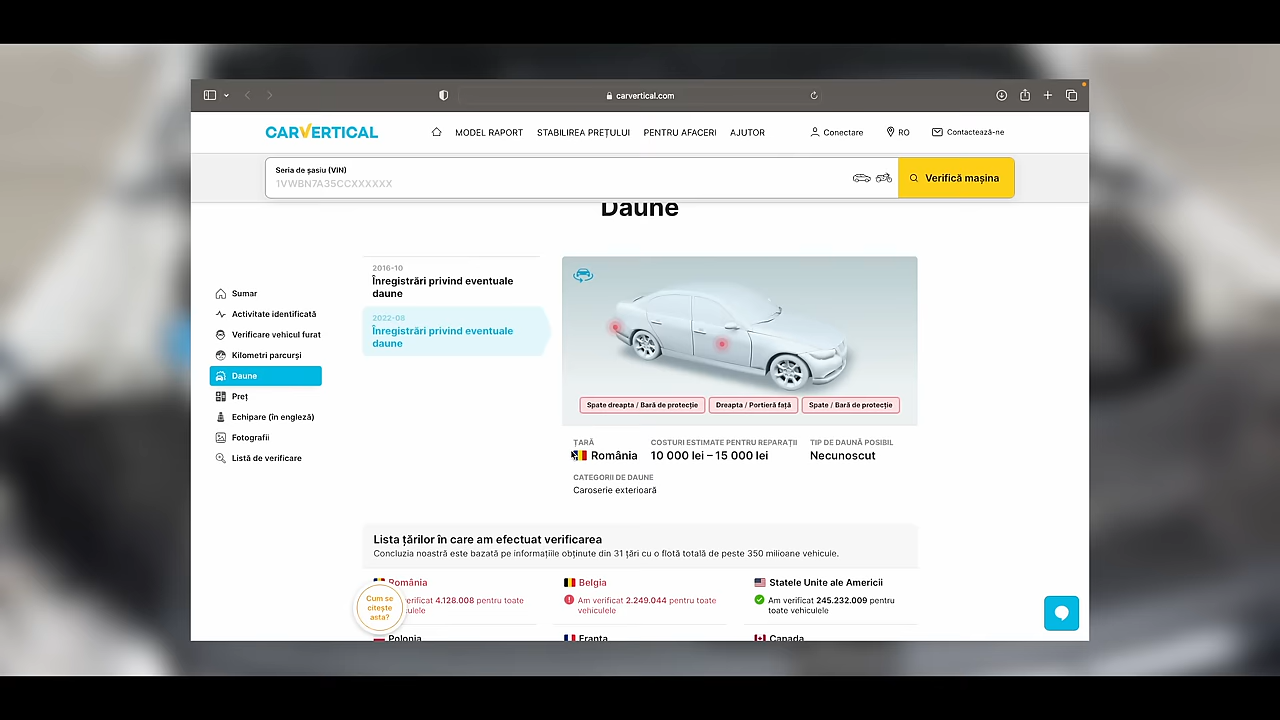 carvertical.com
CARVERTICAL
MODEL RAPORT
STABILIREA PREȚULUI
PENTRU AFACERI
AJUTOR
Conectare
RO
Contactează-ne
Seria de șasiu (VIN)
1VWBN7A35CCXXXXXX
Verifică mașina
Daune
Sumar
Activitate identificată
Verificare vehicul furat
Kilometri parcurși
Daune
Preț
Echipare (în engleză)
Fotografii
Listă de verificare
2016-10
Înregistrări privind eventuale
daune
2022-08
Înregistrări privind eventuale
daune
Spate dreapta / Bară de protecție
Dreapta / Portieră față
Spate / Bară de protecție
ȚARĂ
România
COSTURI ESTIMATE PENTRU REPARAȚII
10 000 lei – 15 000 lei
TIP DE DAUNĂ POSIBIL
Necunoscut
CATEGORII DE DAUNE
Caroserie exterioară
Lista țărilor în care am efectuat verificarea
Concluzia noastră este bazată pe informațiile obținute din 31 țări cu o flotă totală de peste 350 milioane vehicule.
România
4.128.008 pentru toate
Belgia
Am verificat 2.249.044 pentru toate
vehiculele
Statele Unite ale Americii
Am verificat 245.232.009 pentru
toate vehiculele
Cum se
citește
asta?
Polonia
Franța
Canada